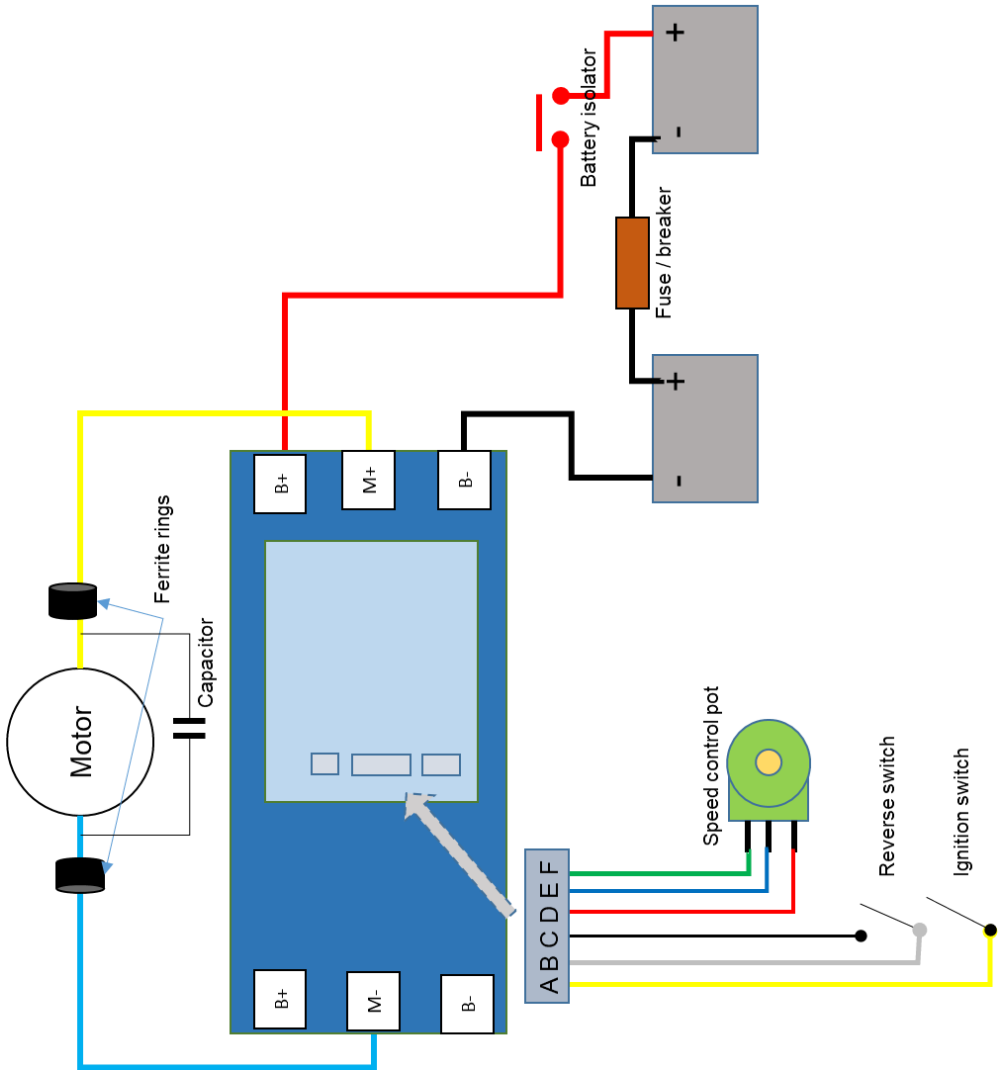 Motor
Ferrite rings
Capacitor
B+
M+
B-
B+
M-
B-
Battery isolator
+
-
Fuse / breaker
+
-
A B C D E F
Speed control pot
Reverse switch
Ignition switch